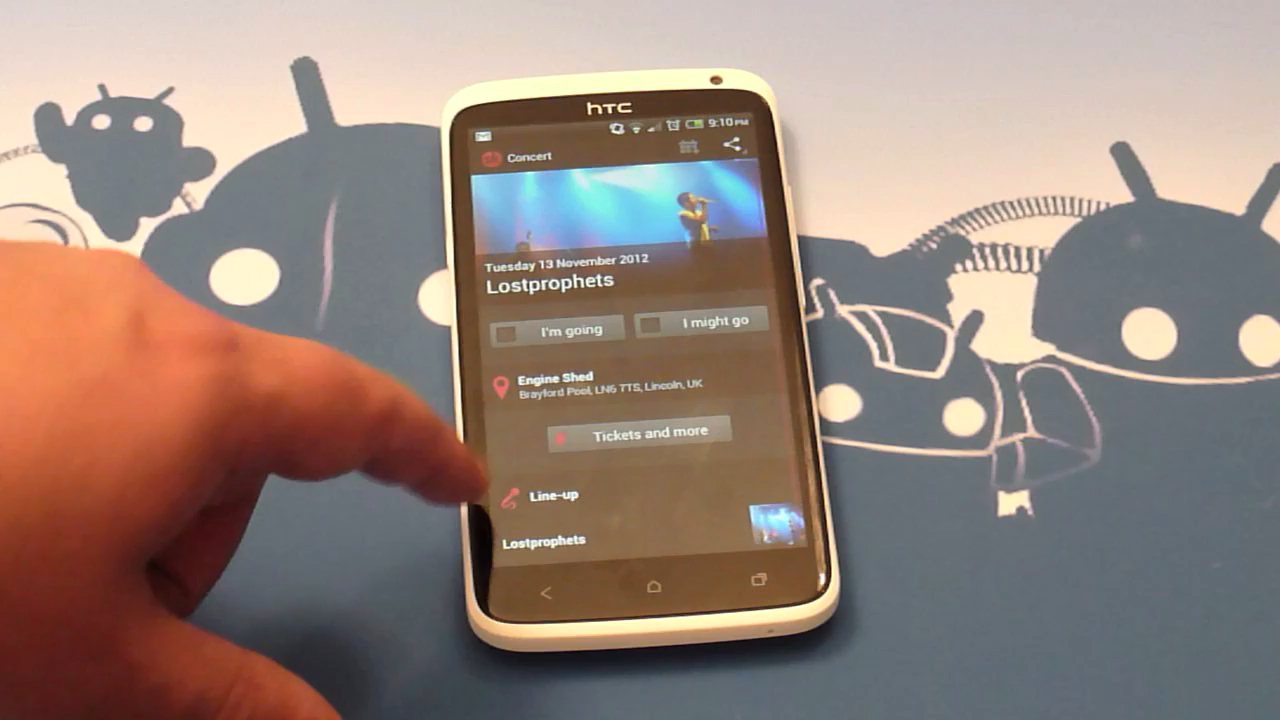 hTC
9:10 PM
Concert
Tuesday 13 November 2012
Lostprophets
I'm going
I might go
Engine Shed
Brayford Pool, LN6 7TS, Lincoln, UK
Tickets and more
Line-up
Lostprophets